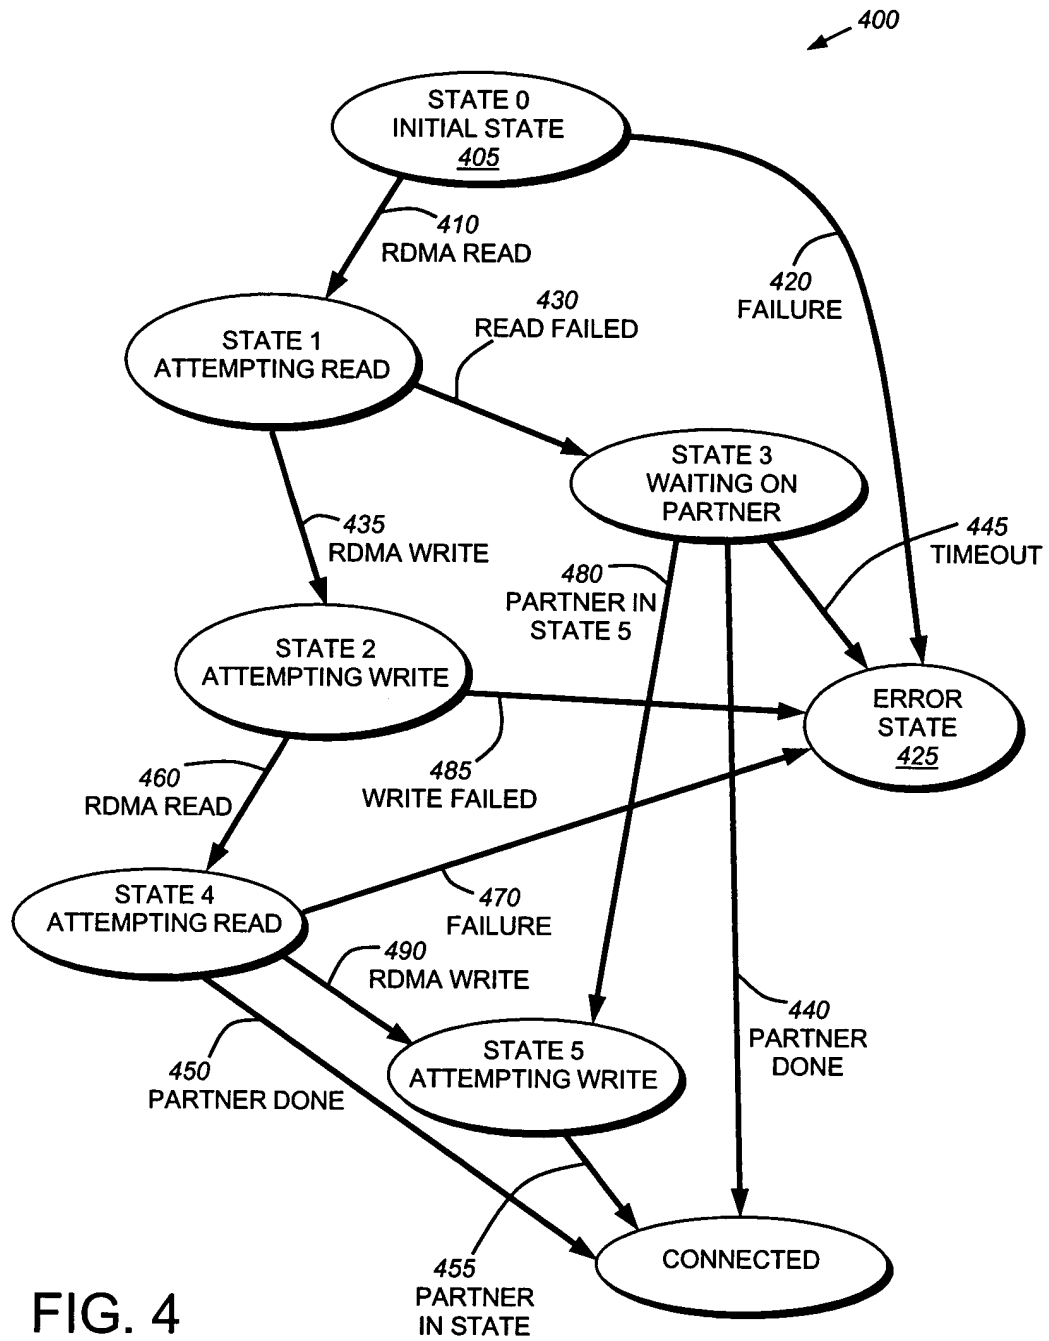 400
STATE 0
INITIAL STATE
405
410
RDMA READ
420
FAILURE
430
READ FAILED
STATE 1
ATTEMPTING READ
STATE 3
WAITING ON
PARTNER
435
RDMA WRITE
445
TIMEOUT
480
PARTNER IN
STATE 5
STATE 2
ATTEMPTING WRITE
ERROR
STATE
425
460
RDMA READ
485
WRITE FAILED
STATE 4
ATTEMPTING READ
470
FAILURE
490
RDMA WRITE
440
PARTNER
DONE
STATE 5
ATTEMPTING WRITE
450
PARTNER DONE
CONNECTED
455
PARTNER
IN STATE
FIG. 4